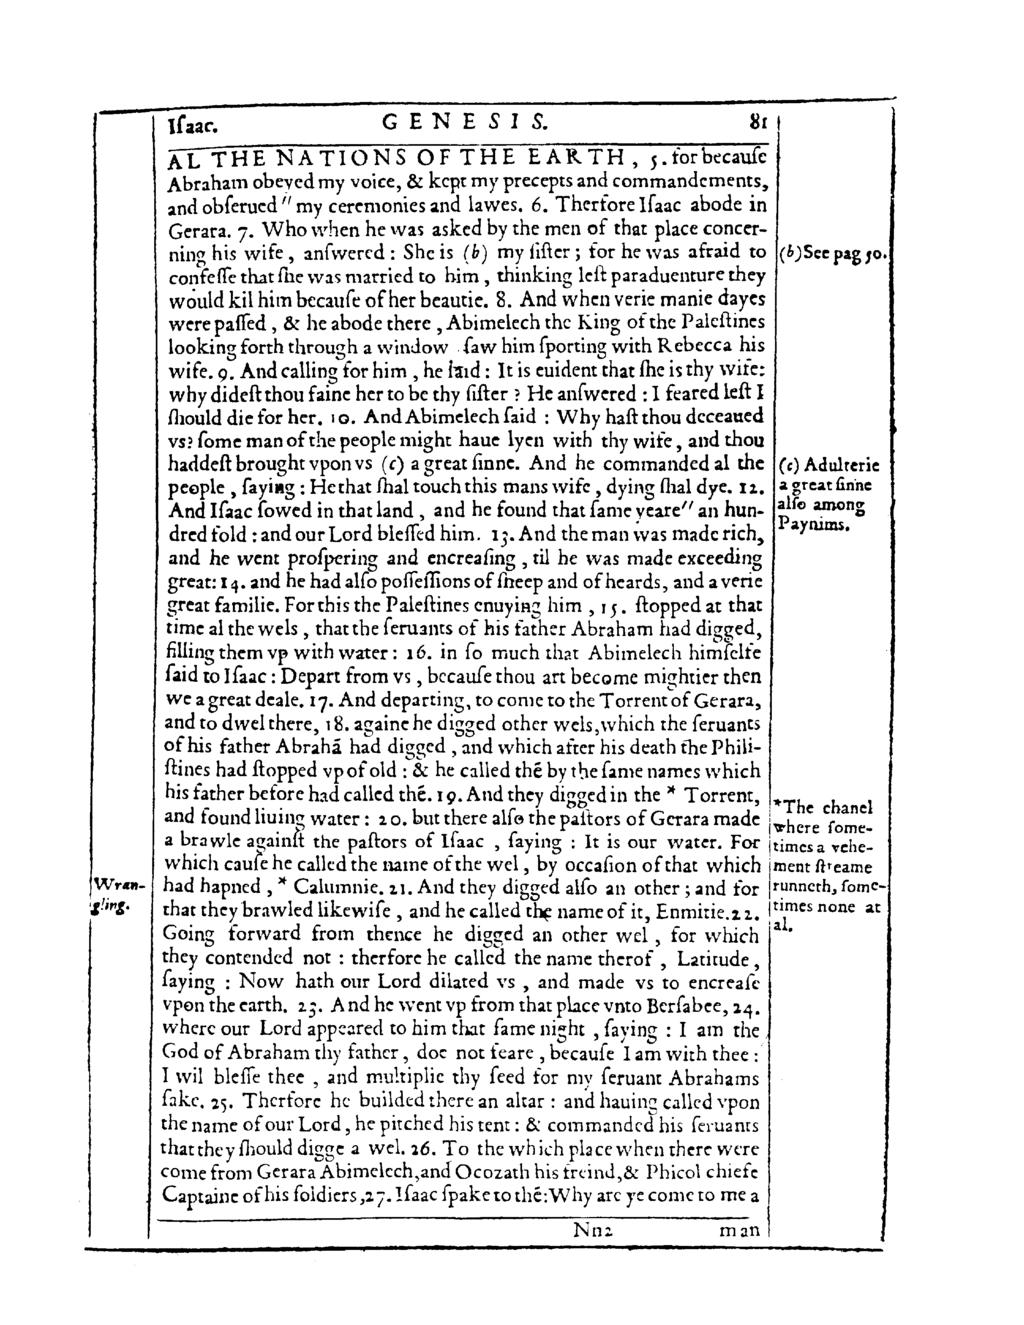 Iſaac. GENESIS. 81
AL THE NATIONS OF THE EARTH, 5. for becauſe
Abraham obeyed my voice, & kept my precepts and commandements,
and obſerued " my ceremonies and lawes. 6. Therfore Iſaac abode in
Gerara. 7. Who when he was asked by the men of that place concer-
ning his wife, anſwered: She is (b) my ſiſter; for he was afraid to
(b) See pag 50.
confeſſe that ſhe was married to him, thinking leſt paraduenture they
would kil him becauſe of her beautie. 8. And when verie manie dayes
were paſſed, & he abode there, Abimelech the King of the Paleſtines
looking forth through a window ſaw him ſporting with Rebecca his
wife. 9. And calling for him, he ſaid: It is euident that ſhe is thy wife:
why dideſt thou faine her to be thy ſiſter? He anſwered: I feared leſt I
ſhould die for her. 10. And Abimelech ſaid: Why haſt thou deceaued
vs? ſome man of the people might haue lyen with thy wife, and thou
haddeſt brought vpon vs (c) a great ſinne. And he commanded al the
people, ſaying: He that ſhal touch this mans wife, dying ſhal dye. 12.
And Iſaac ſowed in that land, and he found that ſame yeare " an hun-
dred fold: and our Lord bleſſed him. 13. And the man was made rich,
(c) Adulterie
a great ſinne
alſo among
Paynims.
and he went proſpering and encreaſing, til he was made exceeding
great: 14. and he had alſo poſſeſſions of ſheep and of heards, and a verie
great familie. For this the Paleſtines enuying him, 15. ſtopped at that
time al the wels, that the ſeruants of his father Abraham had digged,
filling them vp with water: 16. in ſo much that Abimelech himſelfe
ſaid to Iſaac: Depart from vs, becauſe thou art become mightier then
we a great deale. 17. And departing, to come to the Torrent of Gerara,
and to dwel there, 18. againe he digged other wels, which the ſeruants
of his father Abrahã had digged, and which after his death the Phili-
ſtines had ſtopped vp of old: & he called thẽ by the ſame names which
his father before had called thẽ. 19. And they digged in the * Torrent,
and found liuing water: 20. but there alſo the paſtors of Gerara made
a brawle againſt the paſtors of Iſaac, ſaying: It is our water. For
which cauſe he called the name of the wel, by occaſion of that which
had hapned, * Calumnie. 21. And they digged alſo an other; and for
that they brawled likewiſe, and he called the name of it, Enmitie. 22.
*The chanel
where ſome-
times a vehe-
ment ſtreame
runneth, ſome-
times none at
al.
Wran-
gling.
Going forward from thence he digged an other wel, for which
they contended not: therfore he called the name therof, Latitude,
ſaying: Now hath our Lord dilated vs, and made vs to encreaſe
vpon the earth. 23. And he went vp from that place vnto Berſabee, 24.
where our Lord appeared to him that ſame night, ſaying: I am the
God of Abraham thy father, doe not feare, becauſe I am with thee:
I wil bleſſe thee, and multiplie thy ſeed for my ſeruant Abrahams
ſake. 25. Therfore he builded there an altar: and hauing called vpon
the name of our Lord, he pitched his tent: & commanded his ſeruants
that they ſhould digge a wel. 26. To the which place when there were
come from Gerara Abimelech, and Ocozath his freind, & Phicol chiefe
Captaine of his ſoldiers, 27. Iſaac ſpake to thẽ: Why are ye come to me a
Nn2 man